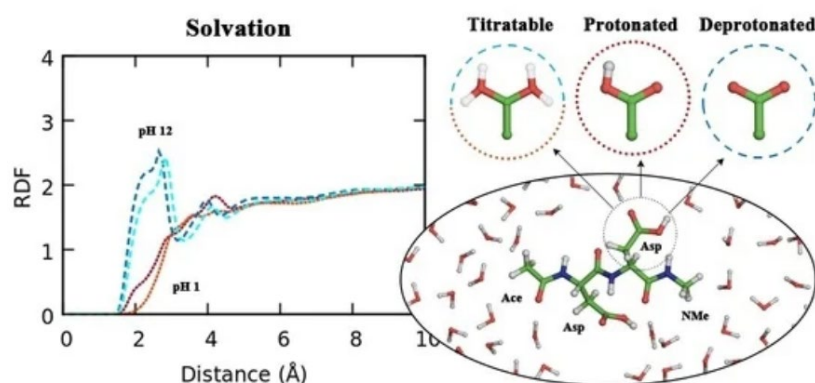 Solvation
4
3
2
1
0
RDF
pH 12
pH 1
0
2
4
6
8
10
Distance (Å)
Titratable
Protonated
Deprotonated
Asp
Ace
Asp
NMe